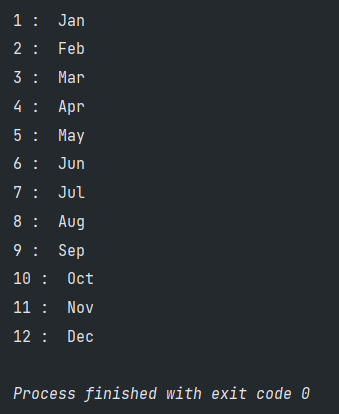 1 :  Jan
2 :  Feb
3 :  Mar
4 :  Apr
5 :  May
6 :  Jun
7 :  Jul
8 :  Aug
9 :  Sep
10 :  Oct
11 :  Nov
12 :  Dec
Process finished with exit code 0